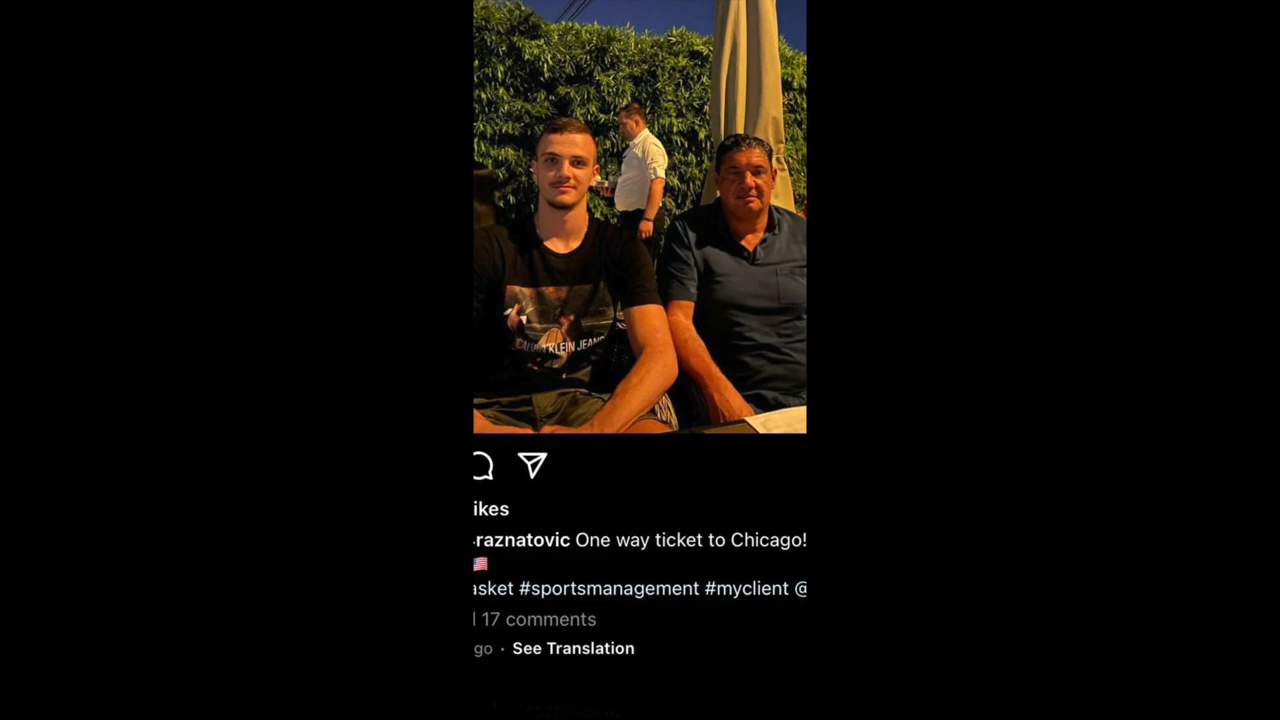 CALVIN KLEIN JEANS
ikes
raznatovic One way ticket to Chicago!
asket #sportsmanagement #myclient @
17 comments
go · See Translation